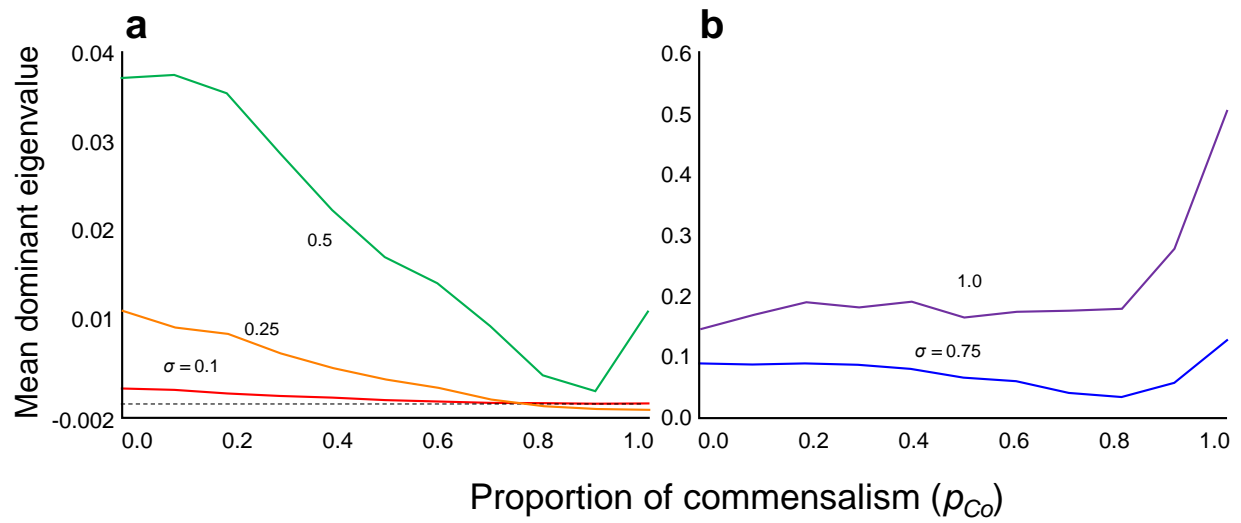 a
b
Mean dominant eigenvalue
0.04
0.03
0.02
0.01
-0.002
0.5
0.25
σ = 0.1
0.0 0.2 0.4 0.6 0.8 1.0
0.6
0.5
0.4
0.3
0.2
0.1
0.0
1.0
σ = 0.75
0.0 0.2 0.4 0.6 0.8 1.0
Proportion of commensalism (pCo)